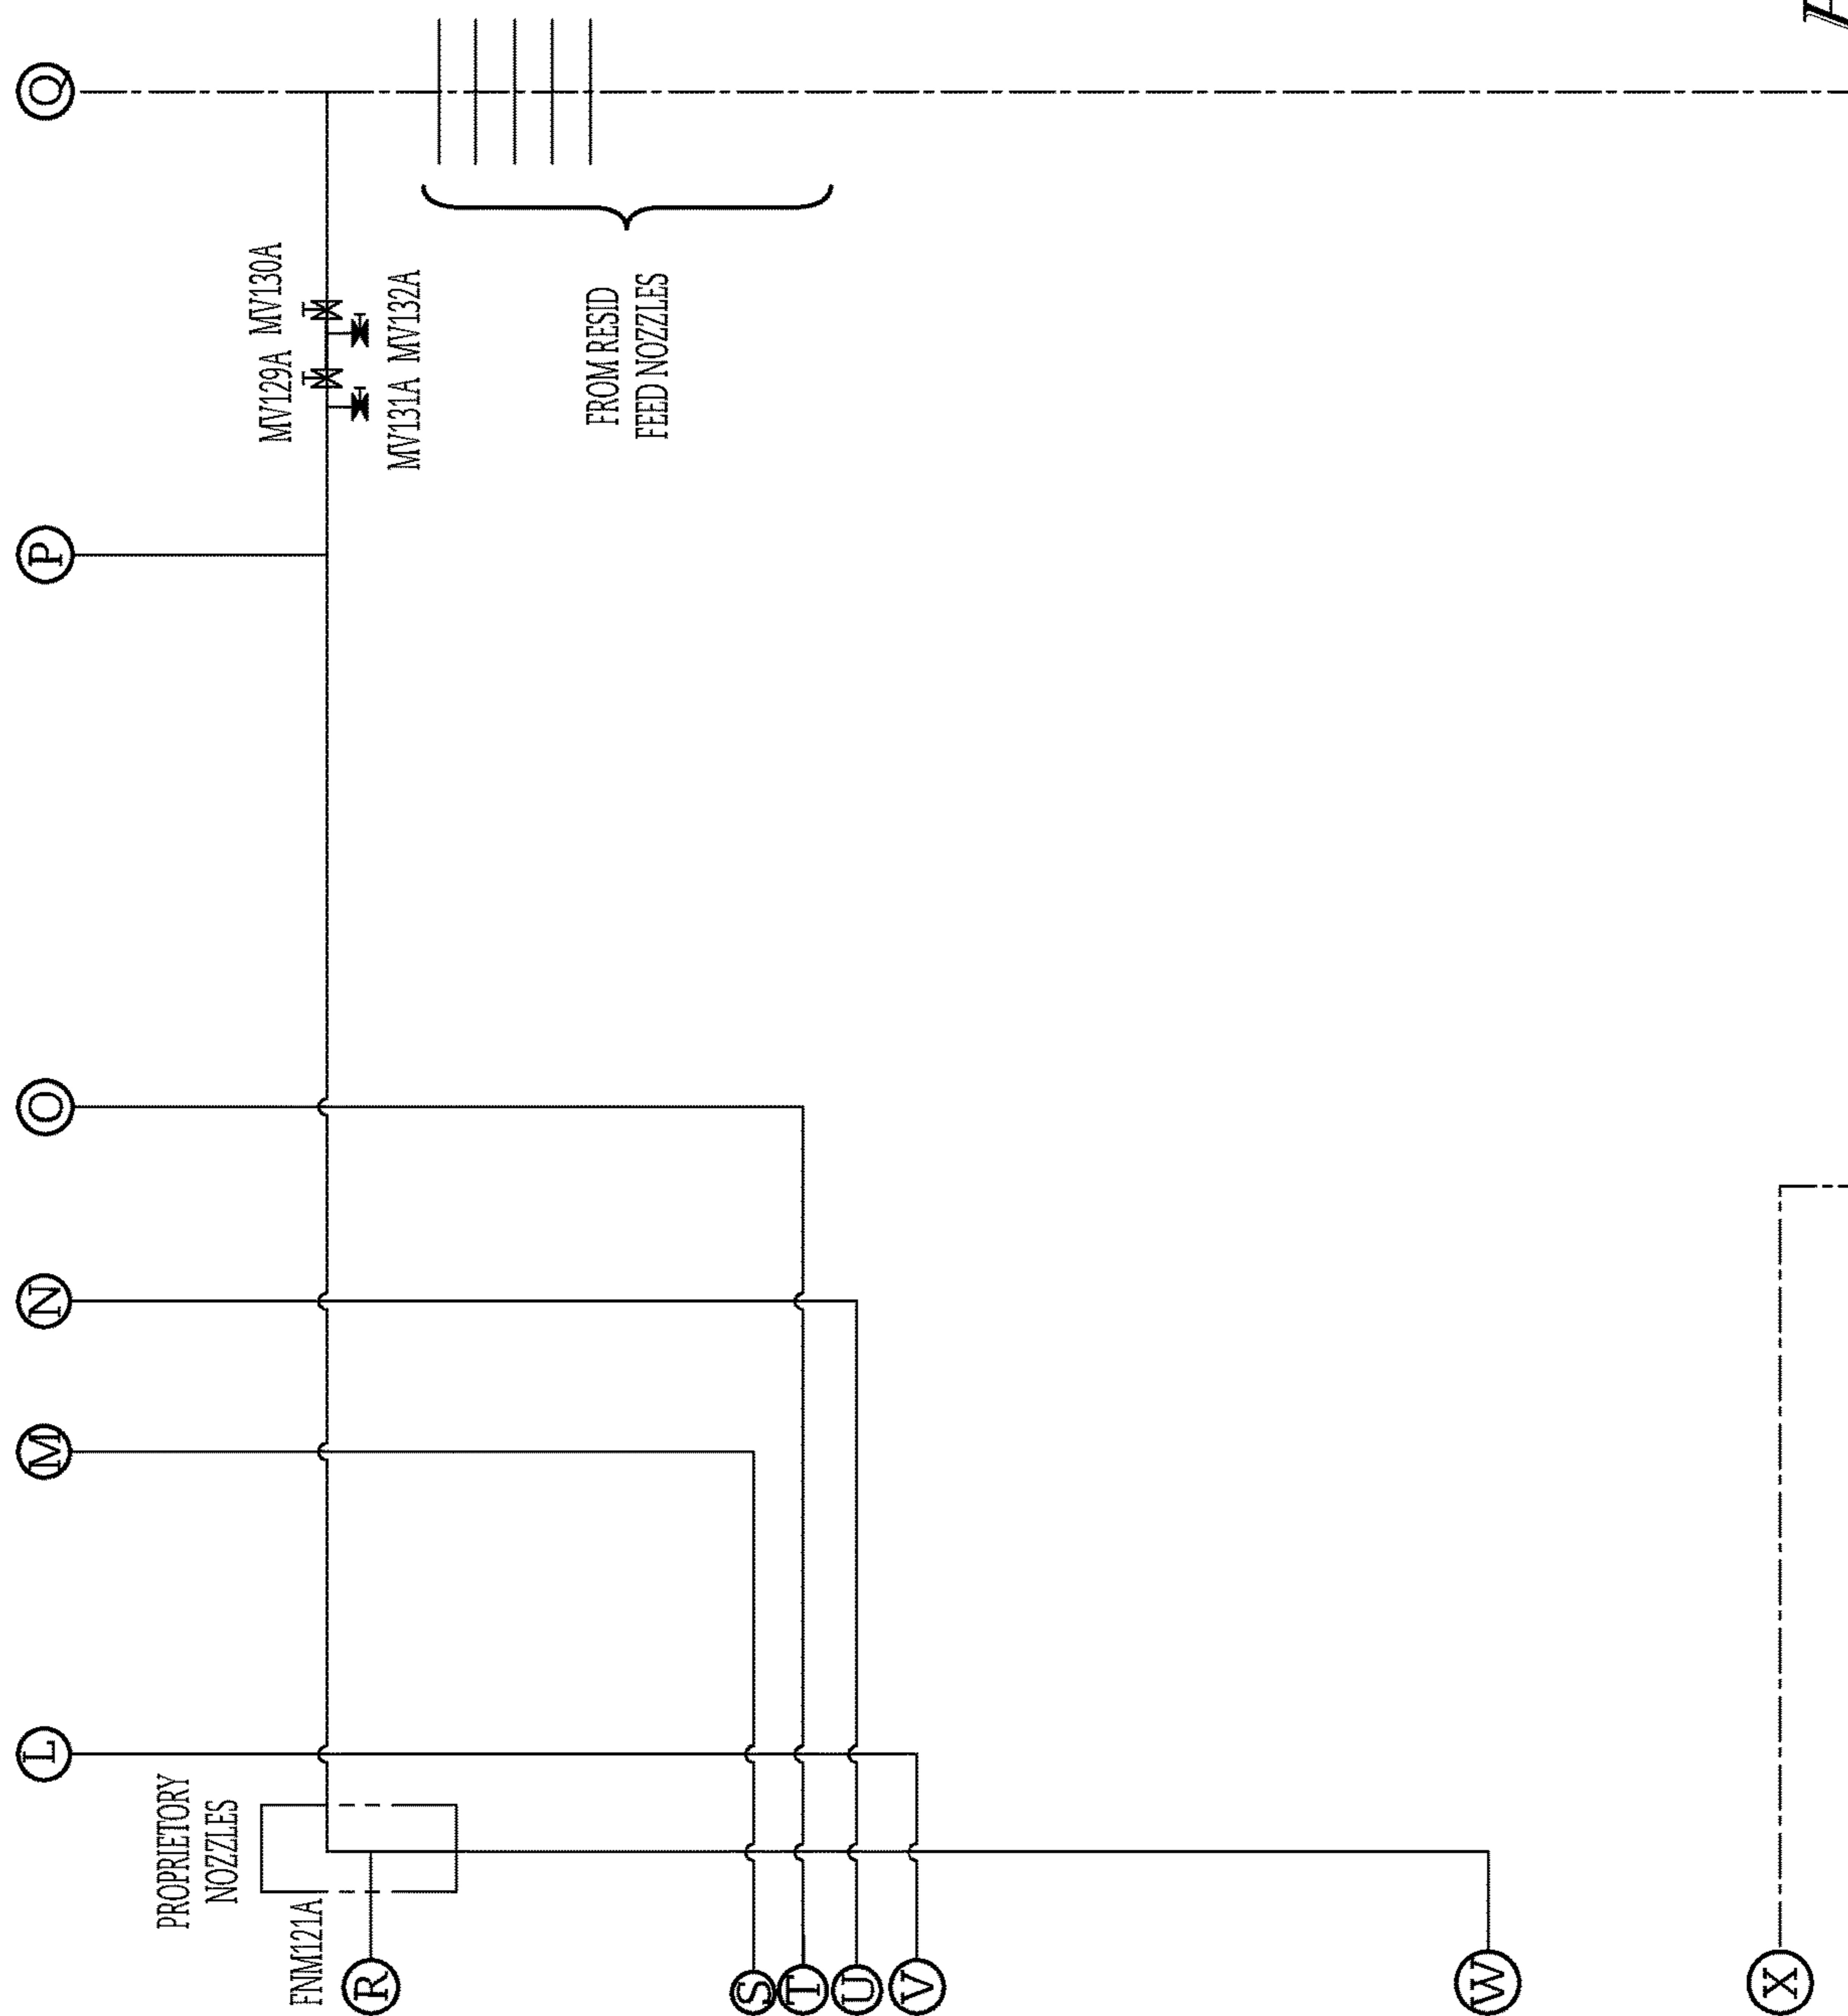 L M N O P Q
PROPRIETORY
NOZZLES
MV129A MV130A
FNM121A
R
MV131A MV132A
FROM RESID
FEED NOZZLES
S
T
U
V
W
X